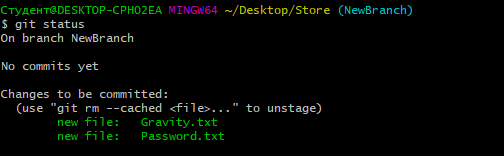 Студент@DESKTOP-CPHO2EA MINGW64 ~/Desktop/Store (NewBranch)
$ git status
On branch NewBranch
No commits yet
Changes to be committed:
(use "git rm --cached <file>..." to unstage)
new file: Gravity.txt
new file: Password.txt